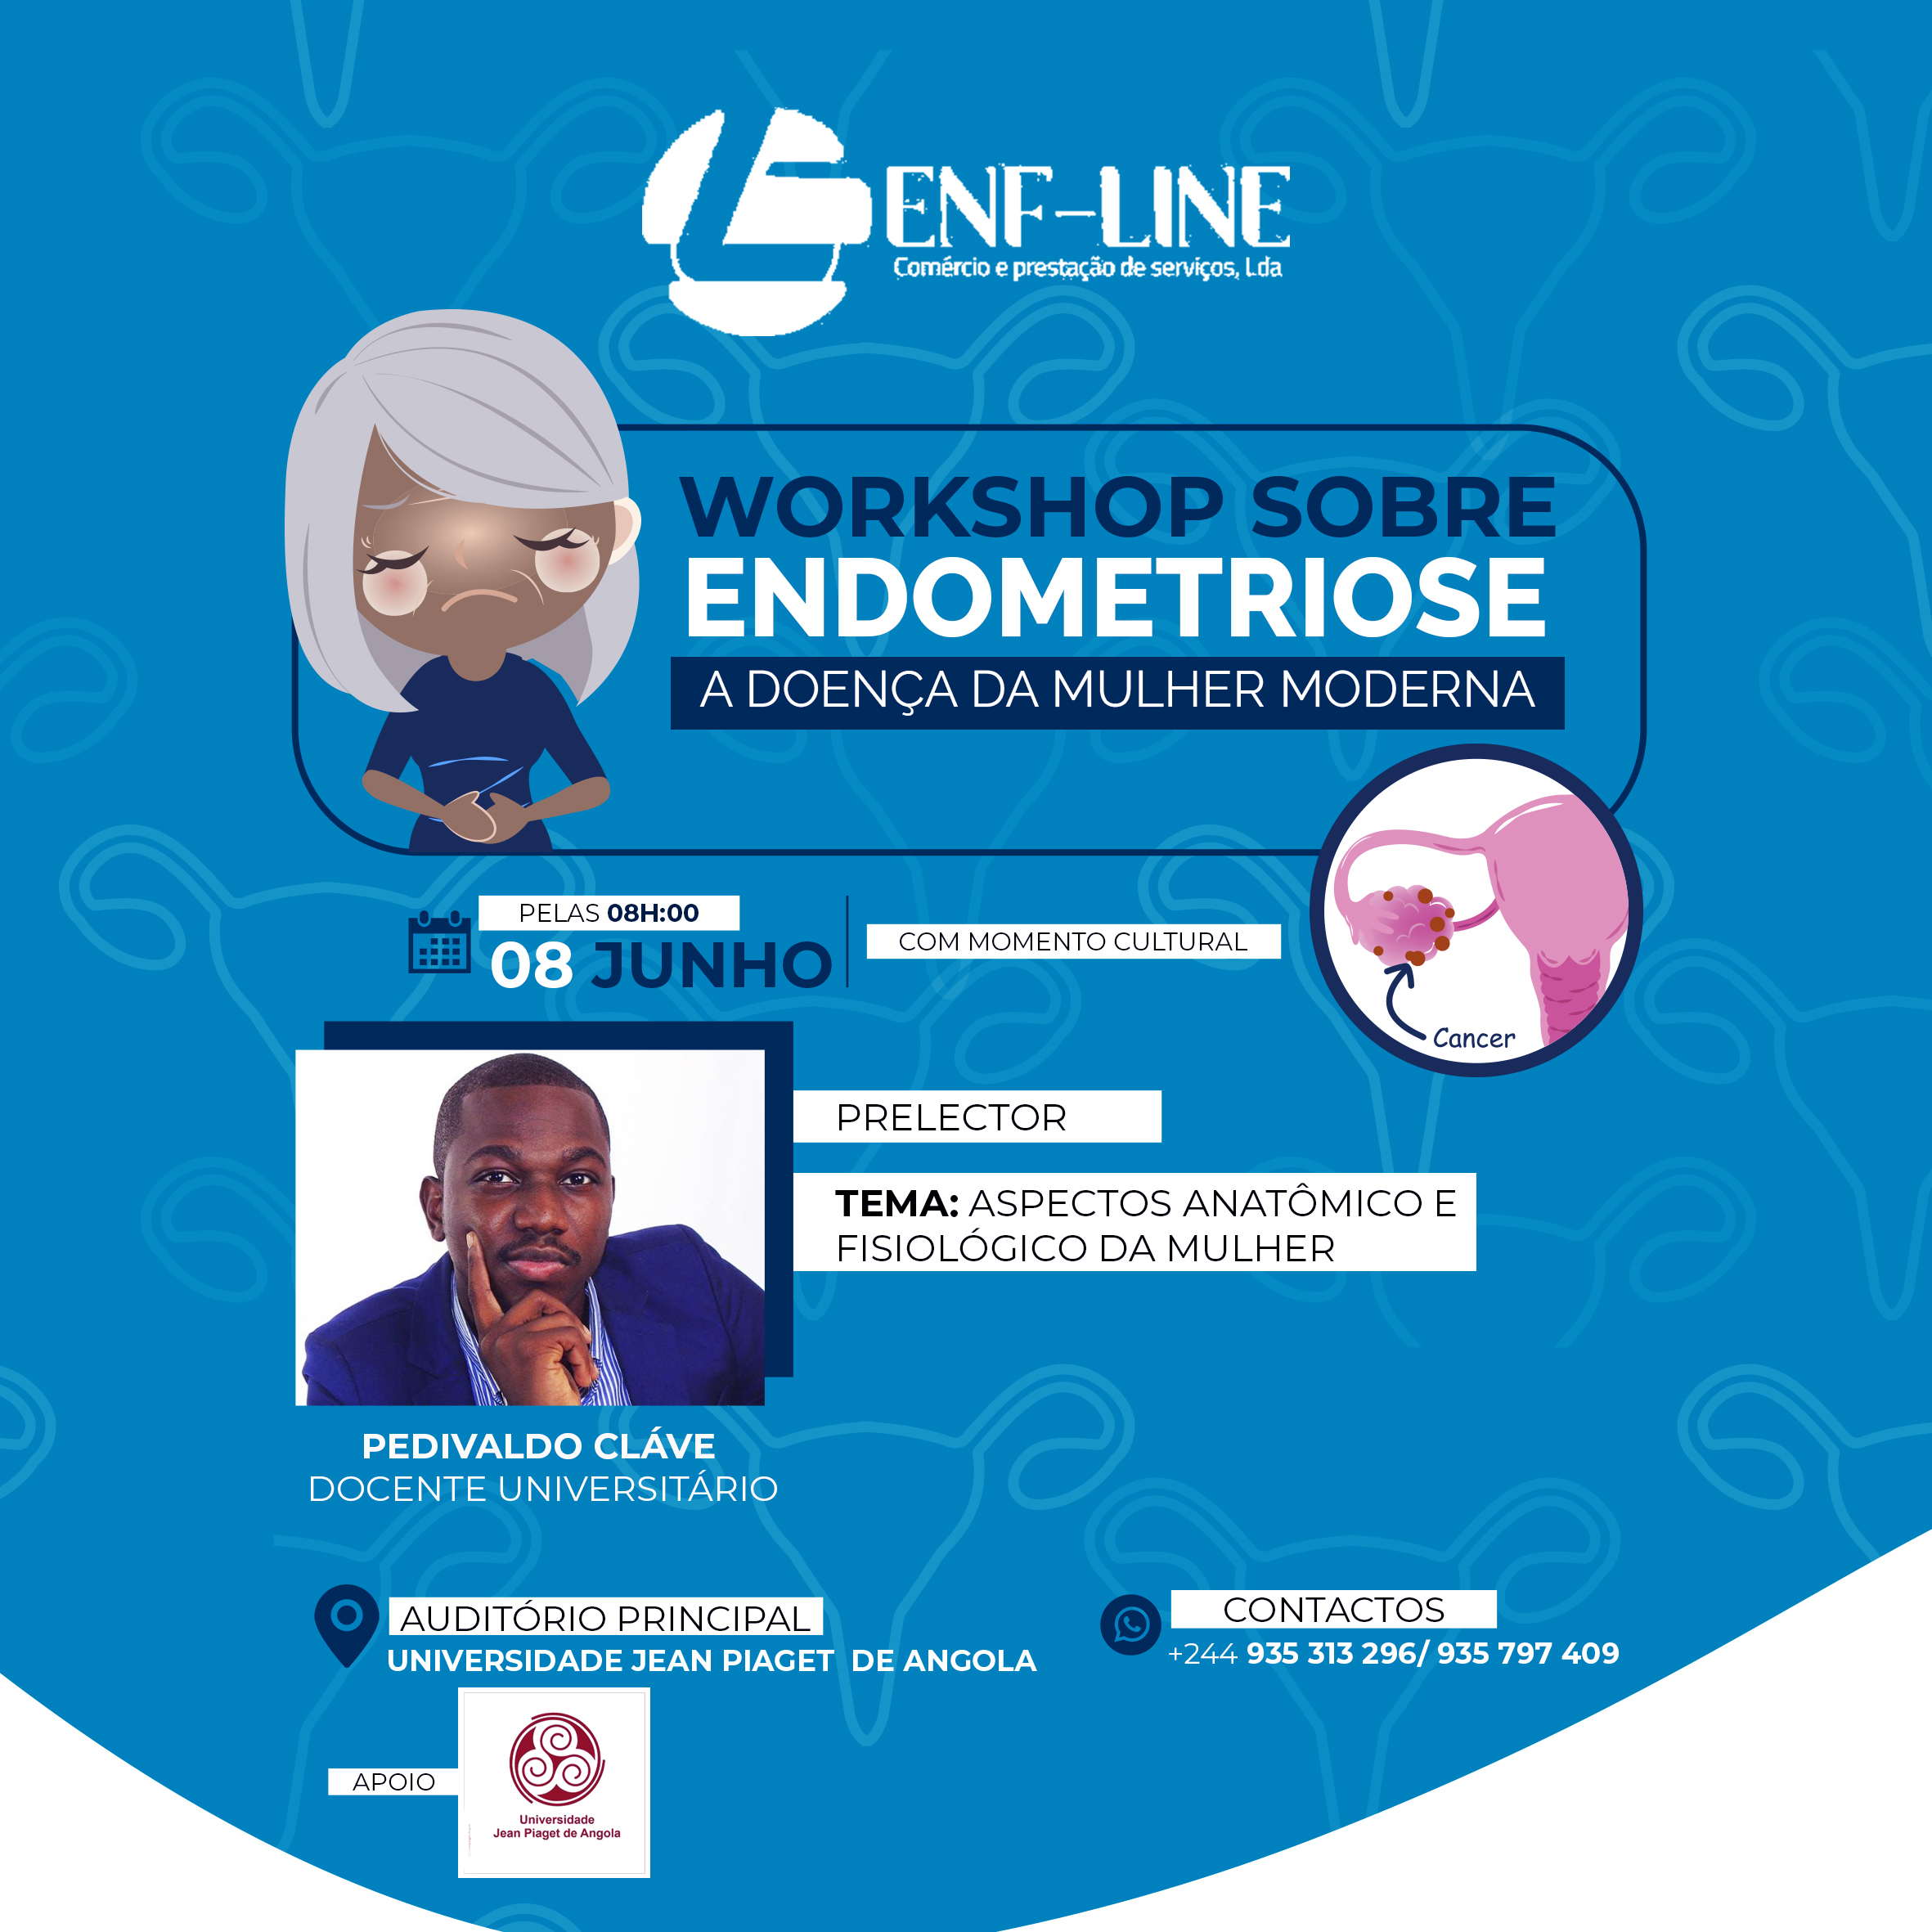 ENF-LINE
Comércio e prestação de serviços, Lda
WORKSHOP SOBRE
ENDOMETRIOSE
A DOENÇA DA MULHER MODERNA
PELAS 08H:00
08 JUNHO
COM MOMENTO CULTURAL
Cancer
PRELECTOR
TEMA: ASPECTOS ANATÔMICO E
FISIOLÓGICO DA MULHER
PEDIVALDO CLÁVE
DOCENTE UNIVERSITÁRIO
AUDITÓRIO PRINCIPAL
UNIVERSIDADE JEAN PIAGET DE ANGOLA
CONTACTOS
+244 935 313 296/ 935 797 409
APOIO
Universidade
Jean Piaget de Angola